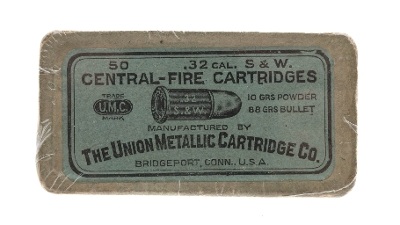 50 .32 CAL. S & W.
CENTRAL-FIRE CARTRIDGES
TRADE
U.M.C.
.32
S.&W.
10 GRS POWDER
88 GRS BULLET
MANUFACTURED BY
THE UNION METALLIC CARTRIDGE CO.
BRIDGEPORT, CONN., U.S.A.